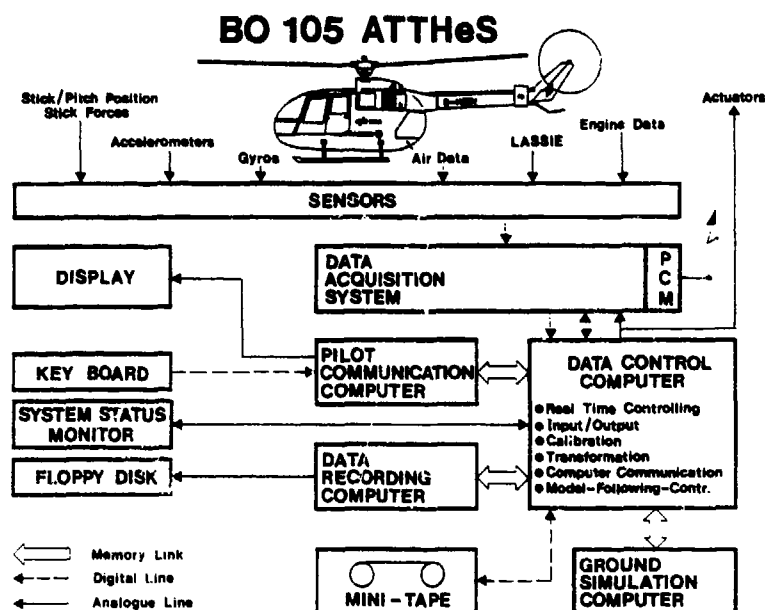 BO 105 ATTHeS
Stick/Pitch Position
Stick Forces
Accelerometers
Gyros
Air Data
LASSIE
Engine Data
Actuators
SENSORS
DISPLAY
DATA
ACQUISITION
SYSTEM
P
C
M
KEY BOARD
PILOT
COMMUNICATION
COMPUTER
DATA CONTROL
COMPUTER
● Real Time Controlling
● Input/Output
● Calibration
● Transformation
● Computer Communication
● Model-Following-Contr.
SYSTEM STATUS
MONITOR
FLOPPY DISK
DATA
RECORDING
COMPUTER
Memory Link
Digital Line
Analogue Line
MINI-TAPE
GROUND
SIMULATION
COMPUTER